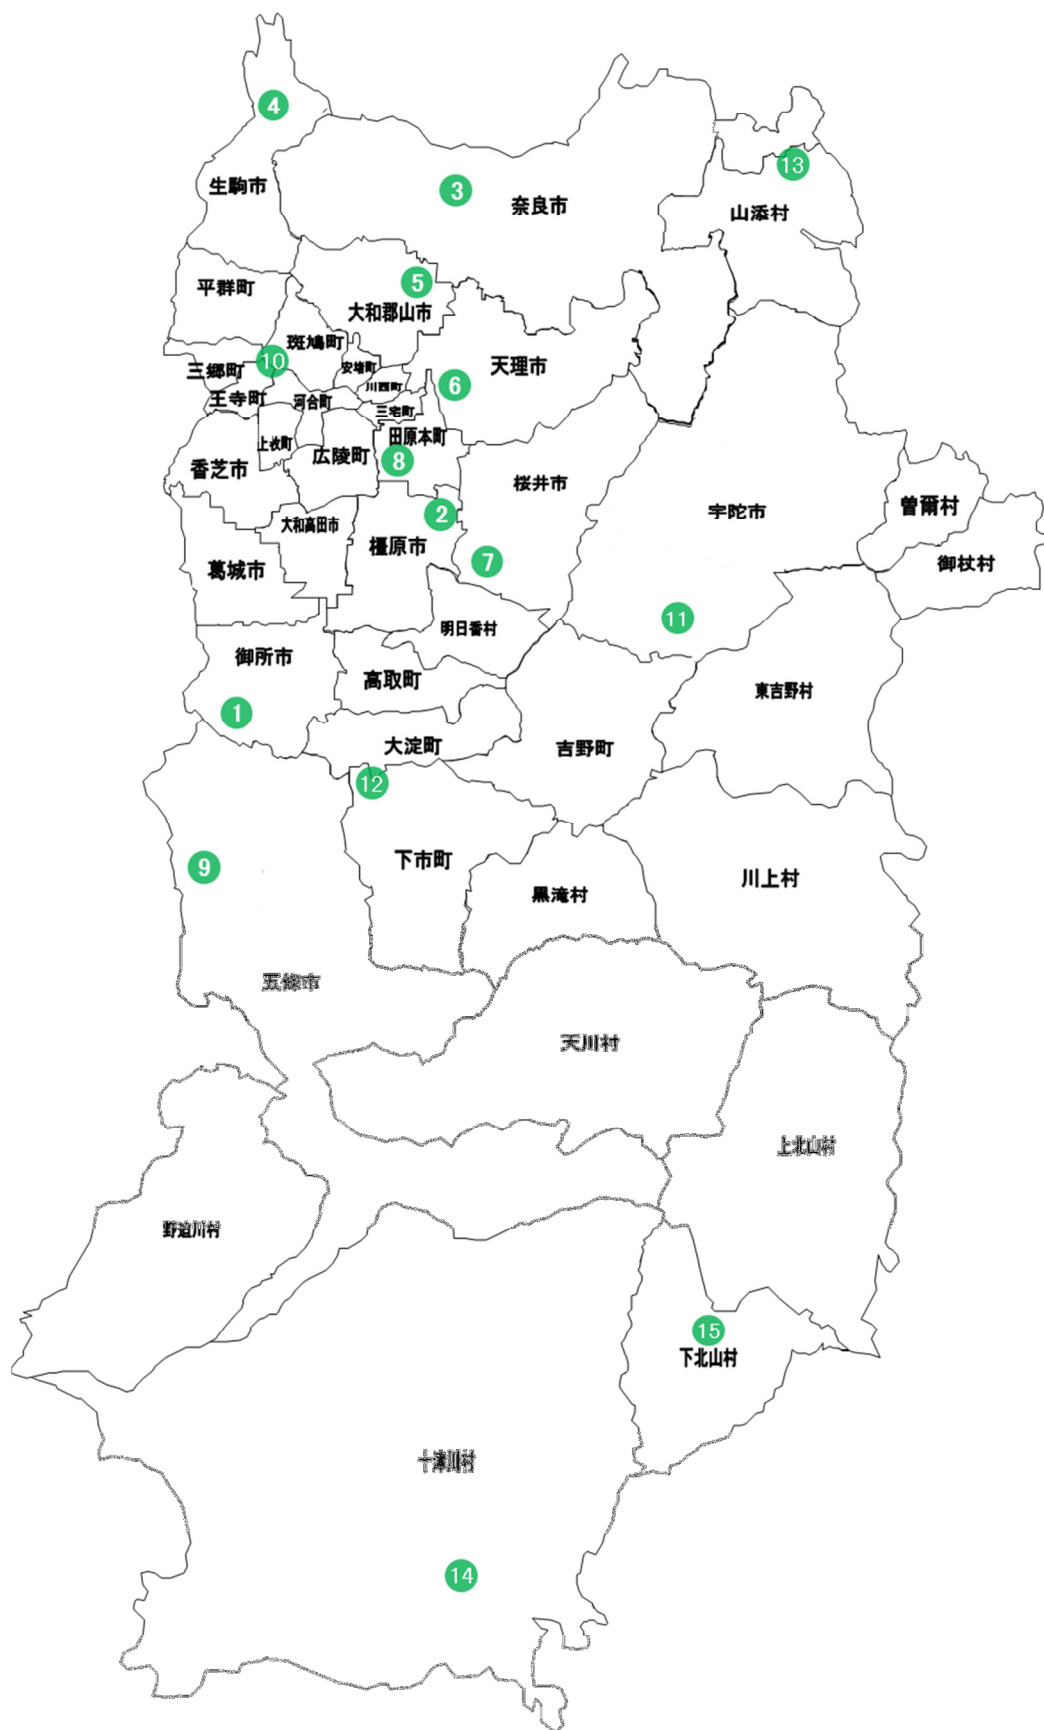 4
13
生駒市
3
奈良市
山添村
平群町
5
大和郡山市
斑鳩町
10
三郷町
安堵町
天理市
川西町
6
王寺町
河合町
三宅町
田原本町
上牧町
広陵町
8
香芝市
桜井市
宇陀市
曽爾村
2
大和高田市
橿原市
葛城市
7
御杖村
11
明日香村
御所市
高取町
東吉野村
1
大淀町
吉野町
12
9
下市町
川上村
黒滝村
五條市
天川村
上北山村
野迫川村
15
下北山村
十津川村
14